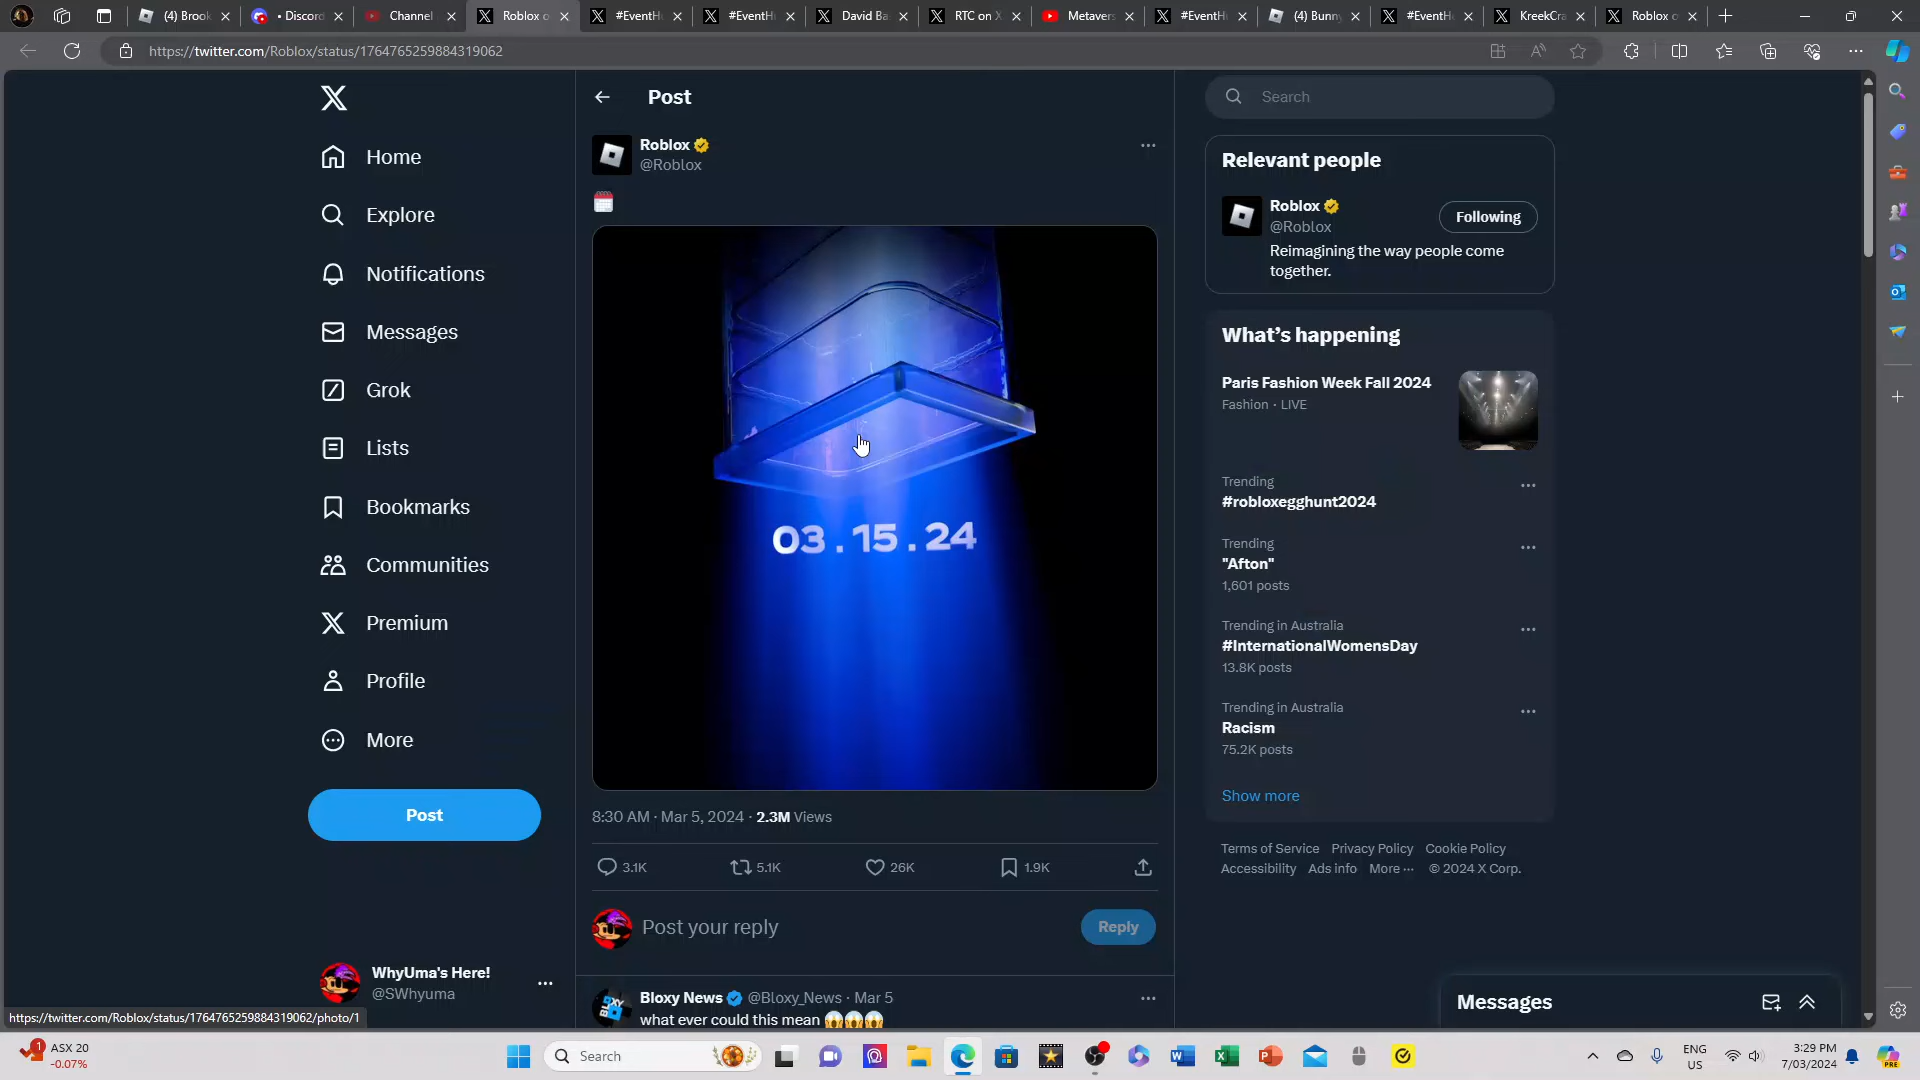 (4) Brook
• Discord
Channel
Roblox o
#EventH
#EventH
David Ba
RTC on X
Metavers
#EventH
(4) Bunn
#EventH
KreekCra
Roblox o
https://twitter.com/Roblox/status/1764765259884319062
Home
Explore
Notifications
Messages
Grok
Lists
Bookmarks
Communities
Premium
Profile
More
Post
WhyUma's Here!
@SWhyuma
https://twitter.com/Roblox/status/1764765259884319062/photo/1
Post
Roblox
@Roblox
03.15.24
8:30 AM · Mar 5, 2024 · 2.3M Views
3.1K 5.1K 26K 1.9K
Post your reply
Reply
Bloxy News @Bloxy_News · Mar 5
what ever could this mean 😱😱😱
Search
Relevant people
Roblox
@Roblox
Following
Reimagining the way people come
together.
What's happening
Paris Fashion Week Fall 2024
Fashion · LIVE
Trending
#robloxegghunt2024
Trending
"Afton"
1,601 posts
Trending in Australia
#InternationalWomensDay
13.8K posts
Trending in Australia
Racism
75.2K posts
Show more
Terms of Service Privacy Policy Cookie Policy
Accessibility Ads info More ··· © 2024 X Corp.
Messages
1
ASX 20
-0.07%
Search
ENG
US
3:29 PM
7/03/2024
PRE